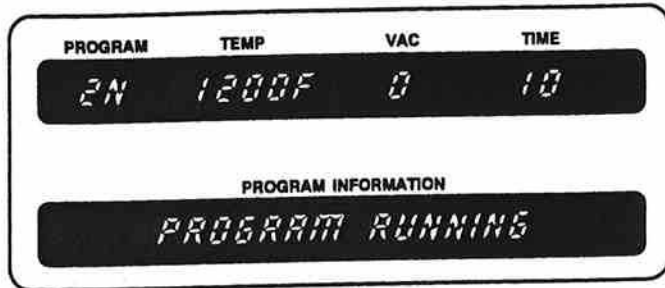 PROGRAM TEMP VAC TIME
2N 1200F 0 10
PROGRAM INFORMATION
PROGRAM RUNNING